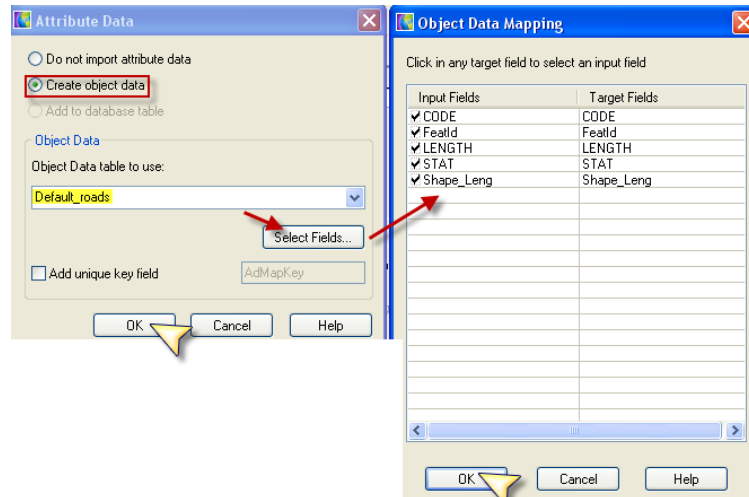 Attribute Data
Do not import attribute data
Create object data
Add to database table
Object Data
Object Data table to use:
Default_roads
Select Fields...
Add unique key field
AdMapKey
OK
Cancel
Help
Object Data Mapping
Click in any target field to select an input field
Input Fields Target Fields
CODE CODE
FeatId FeatId
LENGTH LENGTH
STAT STAT
Shape_Leng Shape_Leng
OK
Cancel
Help